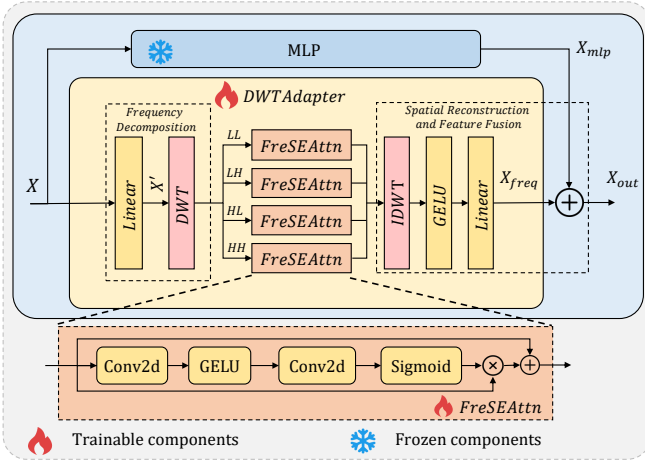 MLP
X_mlp
DWTAdapter
Frequency
Decomposition
Spatial Reconstruction
and Feature Fusion
X
Linear
X'
DWT
LL
FreSEAttn
LH
FreSEAttn
HL
FreSEAttn
HH
FreSEAttn
IDWT
GELU
Linear
X_freq
X_out
Conv2d
GELU
Conv2d
Sigmoid
FreSEAttn
Trainable components
Frozen components